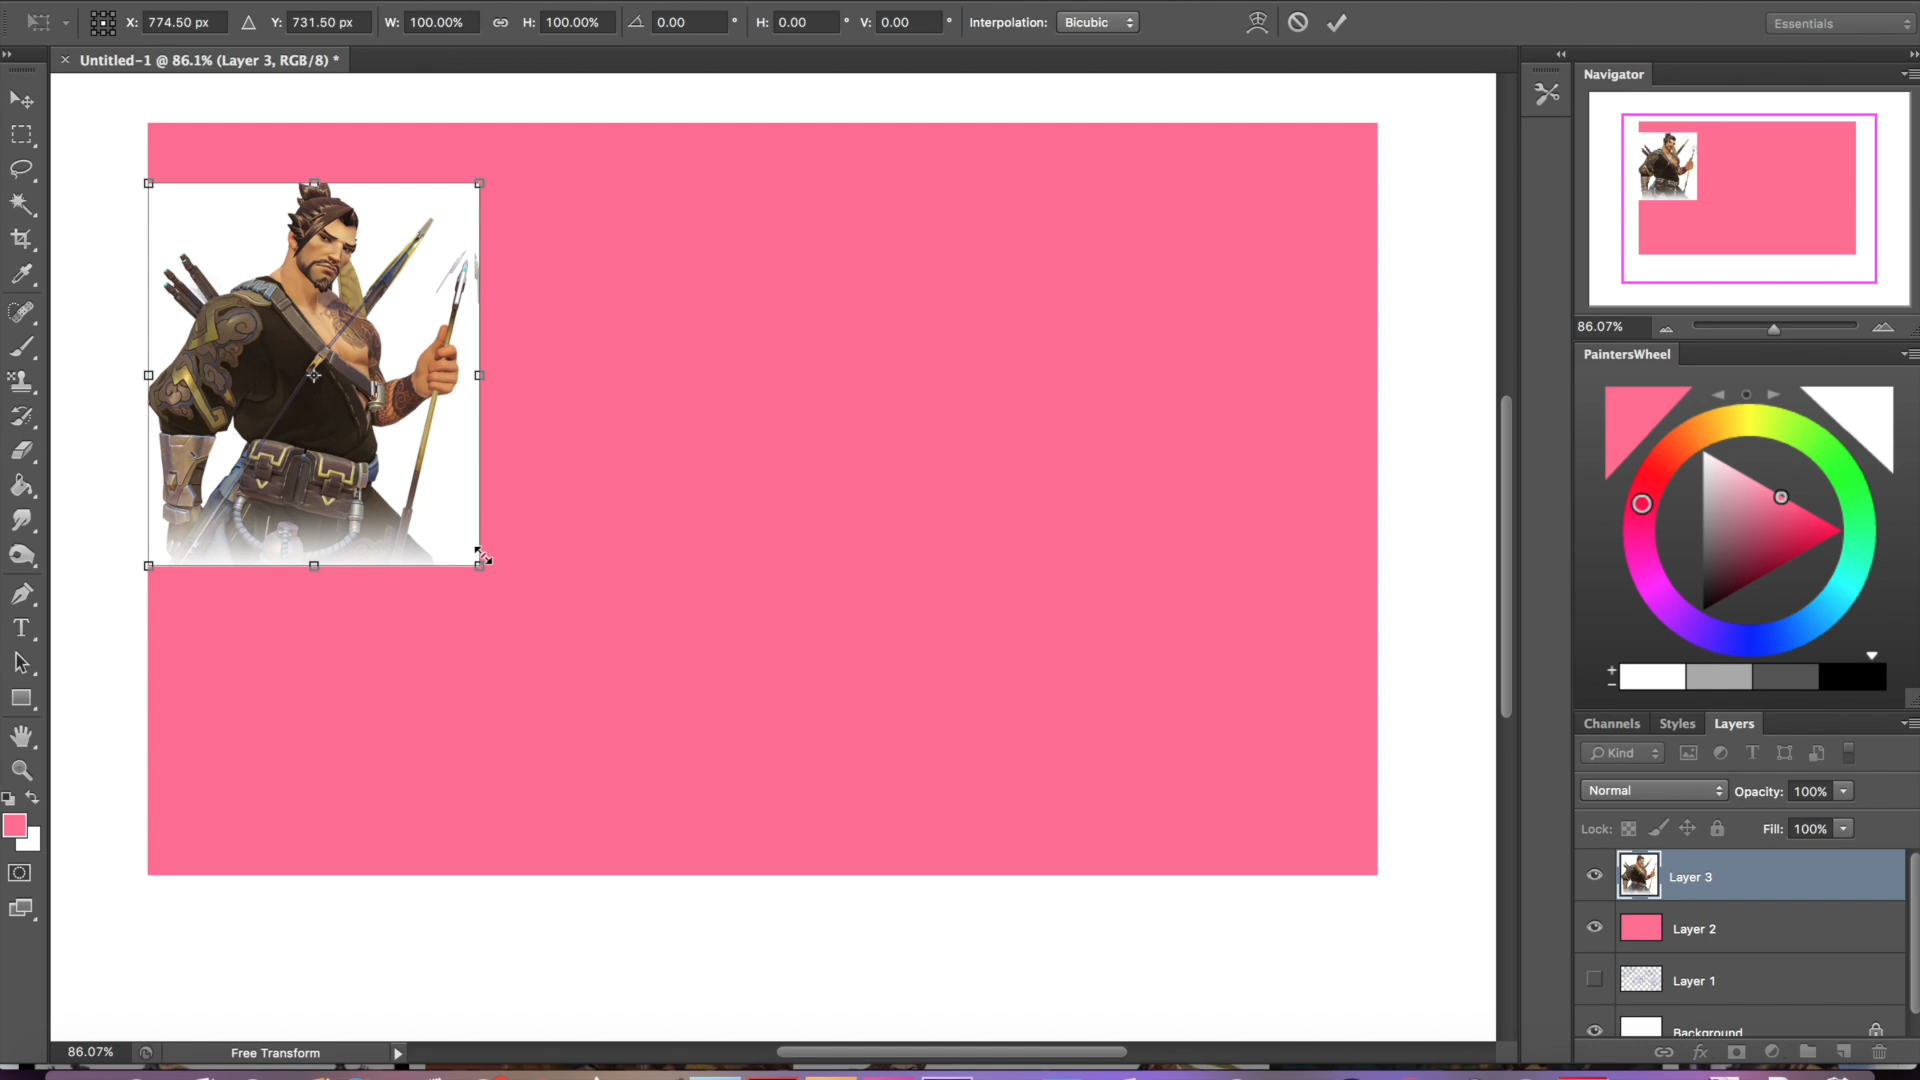 X: 774.50 px Y: 731.50 px W: 100.00% H: 100.00% 0.00 ° H: 0.00 ° V: 0.00 ° Interpolation: Bicubic Essentials
× Untitled-1 @ 86.1% (Layer 3, RGB/8) *
Navigator
86.07%
PaintersWheel
+
−
Channels Styles Layers
Kind T
Normal Opacity: 100%
Lock: Fill: 100%
Layer 3
Layer 2
Layer 1
Background
fx
T
86.07% Free Transform